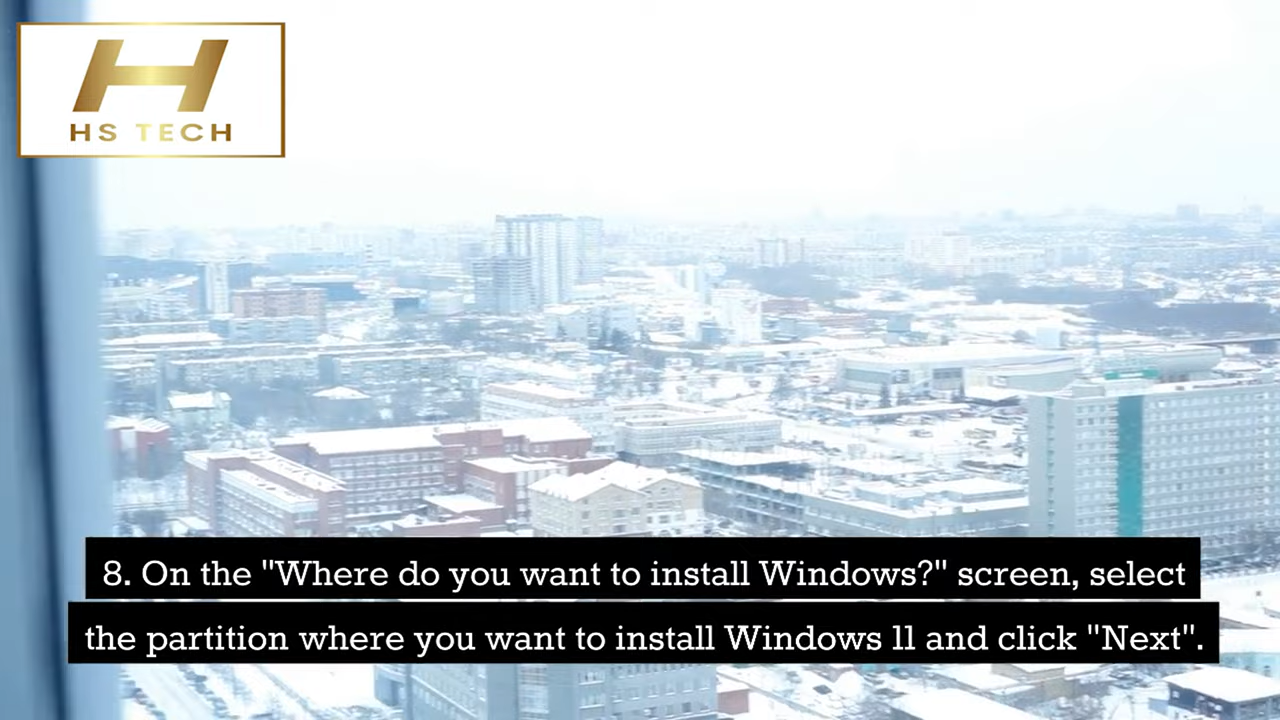 HS TECH
8. On the "Where do you want to install Windows?" screen, select
the partition where you want to install Windows 11 and click "Next".